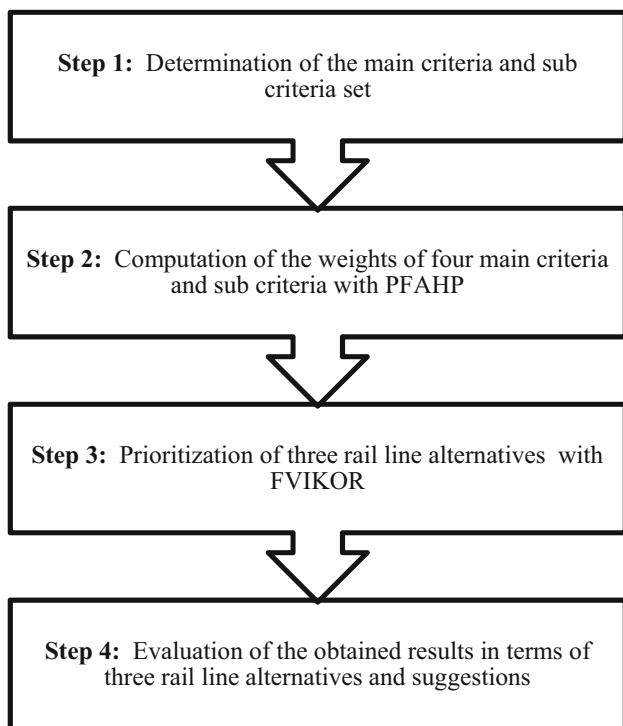 Step 1: Determination of the main criteria and sub
criteria set
Step 2: Computation of the weights of four main criteria
and sub criteria with PFAHP
Step 3: Prioritization of three rail line alternatives with
FVIKOR
Step 4: Evaluation of the obtained results in terms of
three rail line alternatives and suggestions